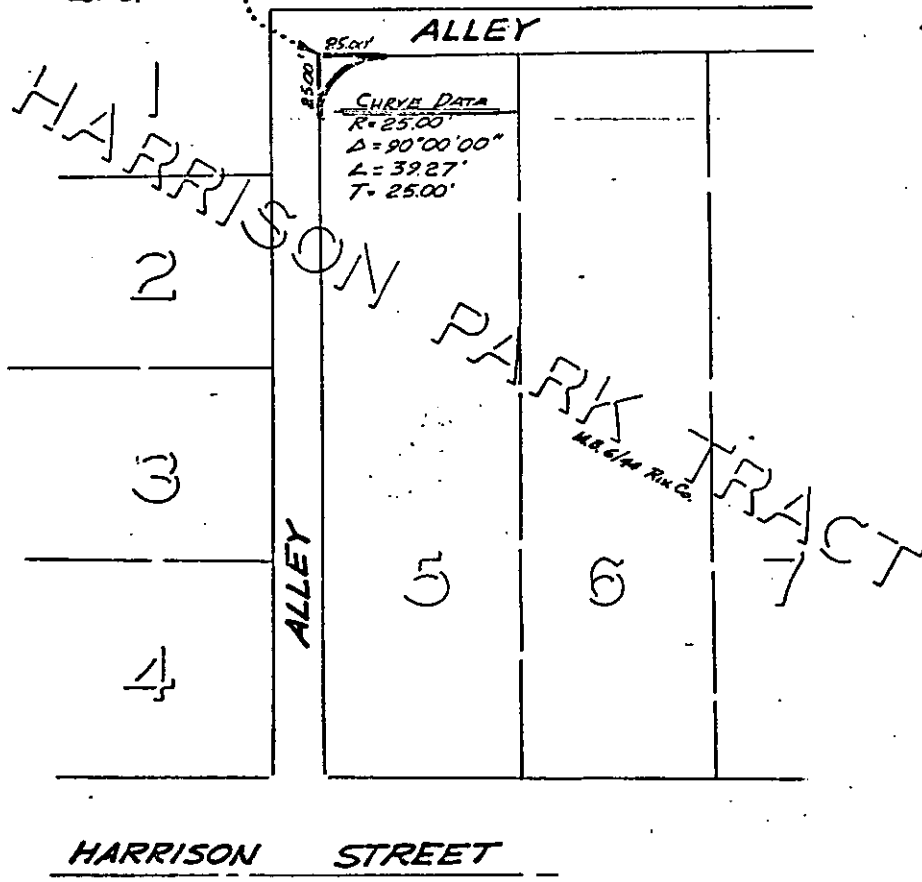 ALLEY
25.00'
25.00'
CURVE DATA
R= 25.00'
Δ = 90°00'00"
L = 39.27'
T= 25.00'
HARRISON PARK TRACT
M.B. 6/44 Riv. Co.
1
2
3
4
5
6
7
ALLEY
HARRISON STREET